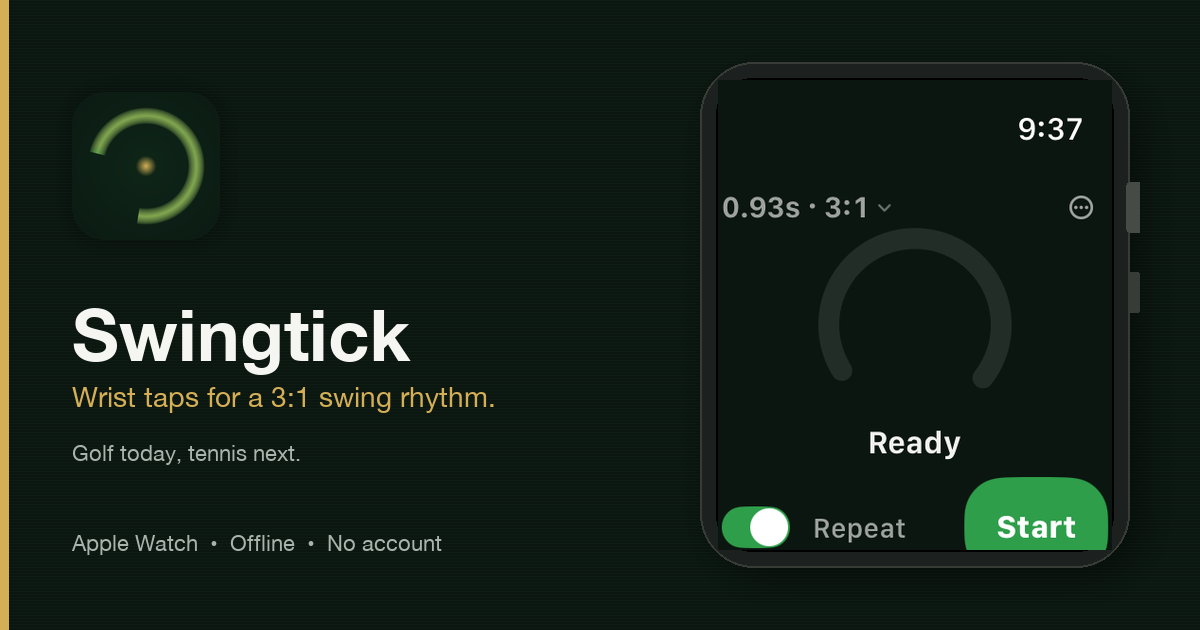 Swingtick
Wrist taps for a 3:1 swing rhythm.
Golf today, tennis next.
Apple Watch • Offline • No account
9:37
0.93s · 3:1
Ready
Repeat
Start